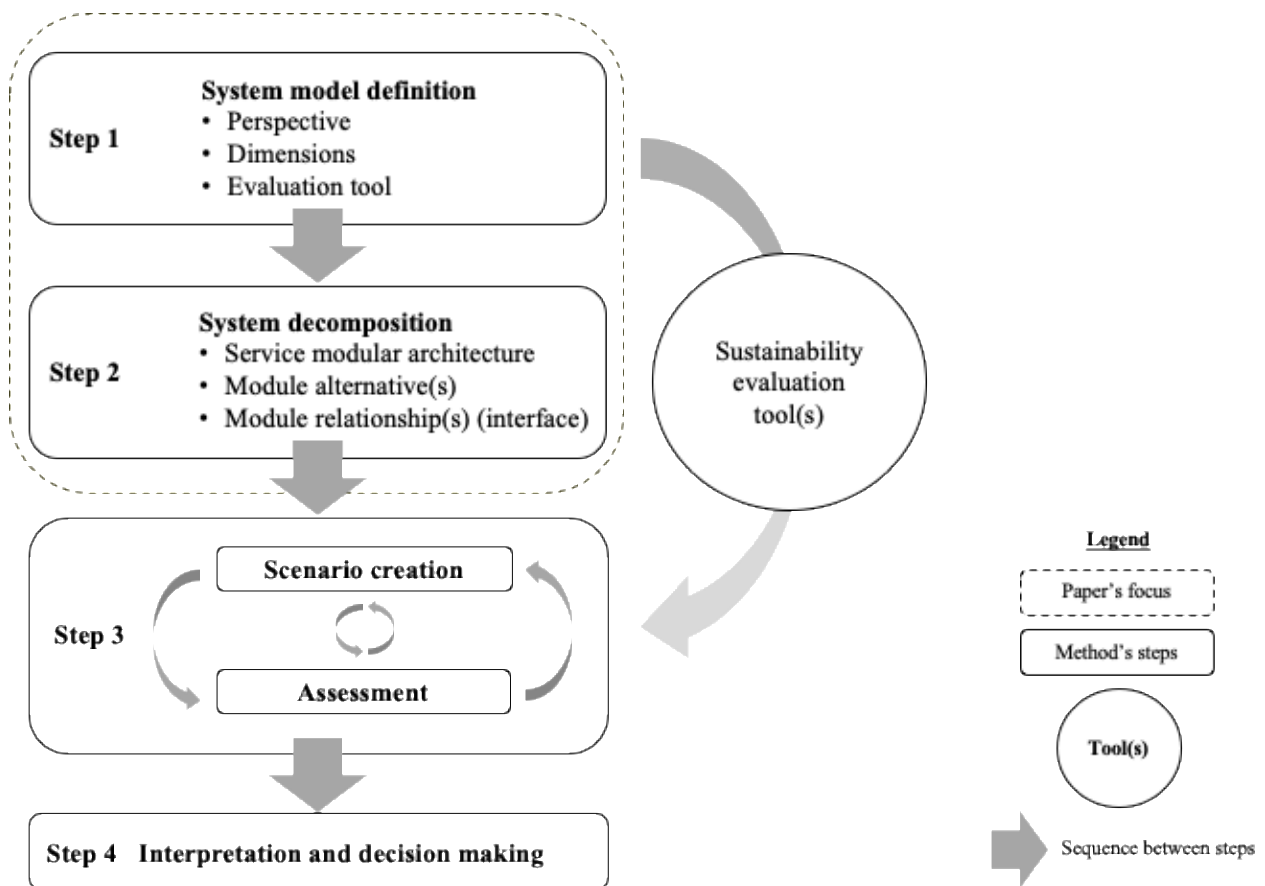 System model definition
• Perspective
Step 1
• Dimensions
• Evaluation tool
System decomposition
• Service modular architecture
Step 2
• Module alternative(s)
• Module relationship(s) (interface)
Sustainability
evaluation
tool(s)
Scenario creation
Step 3
Assessment
Step 4 Interpretation and decision making
Legend
Paper's focus
Method's steps
Tool(s)
Sequence between steps